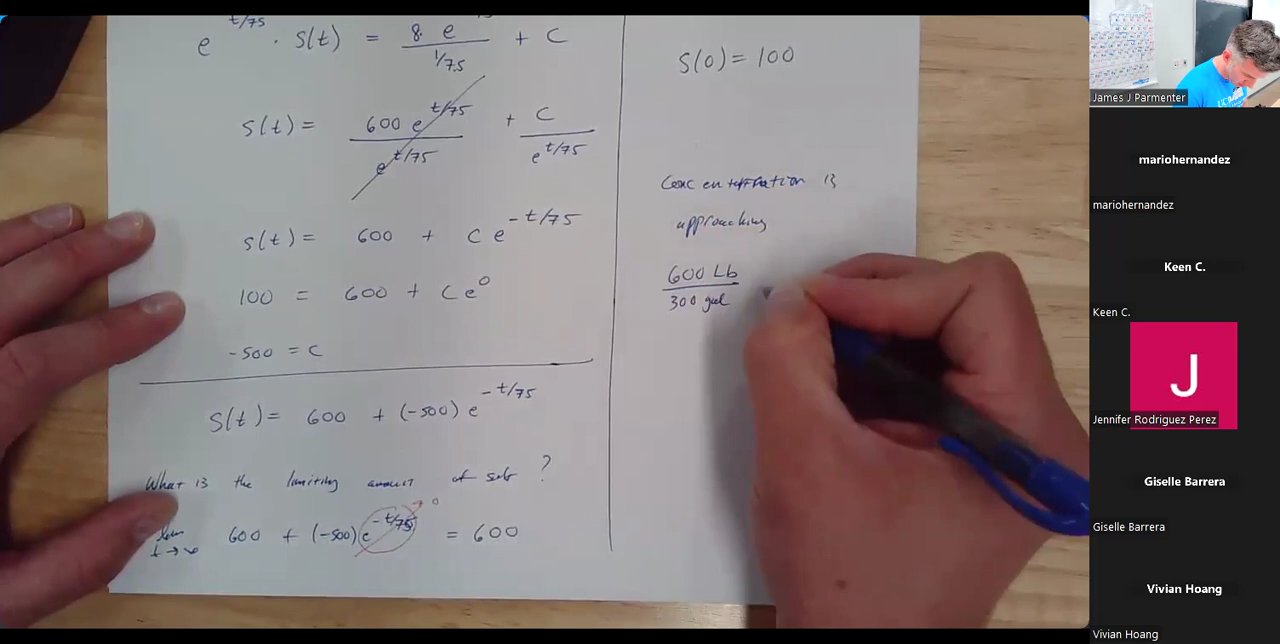 e^{t/75} · S(t) = 8 e / 1/75 + C
S(t) = 600 e^{t/75} / e^{t/75} + C / e^{t/75}
S(t) = 600 + C e^{-t/75}
100 = 600 + C e^0
-500 = C
S(t) = 600 + (-500) e^{-t/75}
What is the limiting amount of salt ?
lim t→∞ 600 + (-500) e^{-t/75} → 0 = 600
S(0) = 100
Concentration is
approaching
600 Lb
300 gal
James J Parmenter
mariohernandez
mariohernandez
Keen C.
Keen C.
J
Jennifer Rodriguez Perez
Giselle Barrera
Giselle Barrera
Vivian Hoang
Vivian Hoang